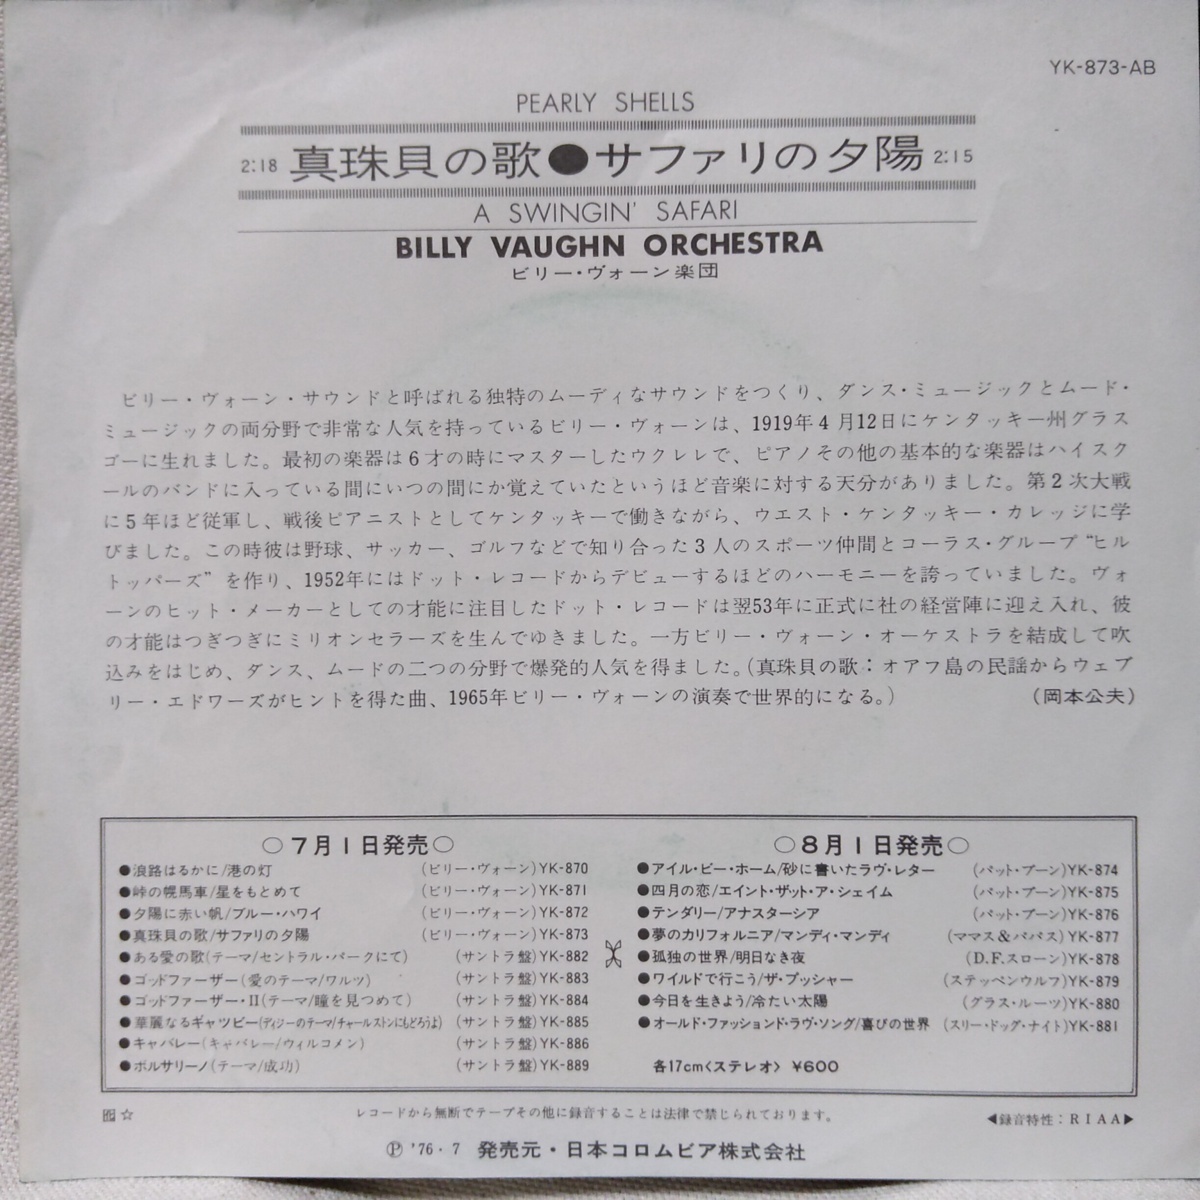 YK-873-AB
PEARLY SHELLS
2:18 真珠貝の歌●サファリの夕陽 2:15
A SWINGIN' SAFARI
BILLY VAUGHN ORCHESTRA
ビリー・ヴォーン楽団
ビリー・ヴォーン・サウンドと呼ばれる独特のムーディなサウンドをつくり、ダンス・ミュージックとムード・
ミュージックの両分野で非常な人気を持っているビリー・ヴォーンは、1919年4月12日にケンタッキー州グラス
ゴーに生れました。最初の楽器は6才の時にマスターしたウクレレで、ピアノその他の基本的な楽器はハイスク
ールのバンドに入っている間にいつの間にか覚えていたというほど音楽に対する天分がありました。第2次大戦
に5年ほど従軍し、戦後ピアニストとしてケンタッキーで働きながら、ウエスト・ケンタッキー・カレッジに学
びました。この時彼は野球、サッカー、ゴルフなどで知り合った3人のスポーツ仲間とコーラス・グループ“ヒル
トッパーズ”を作り、1952年にはドット・レコードからデビューするほどのハーモニーを誇っていました。ヴォ
ーンのヒット・メーカーとしての才能に注目したドット・レコードは翌53年に正式に社の経営陣に迎え入れ、彼
の才能はつぎつぎにミリオンセラーズを生んでゆきました。一方ビリー・ヴォーン・オーケストラを結成して吹
込みをはじめ、ダンス、ムードの二つの分野で爆発的人気を得ました。(真珠貝の歌：オアフ島の民謡からウェブ
リー・エドワーズがヒントを得た曲、1965年ビリー・ヴォーンの演奏で世界的になる。) (岡本公夫)
○7月1日発売○
●浪路はるかに/港の灯 (ビリー・ヴォーン)YK-870
●峠の幌馬車/星をもとめて (ビリー・ヴォーン)YK-871
●夕陽に赤い帆/ブルー・ハワイ (ビリー・ヴォーン)YK-872
●真珠貝の歌/サファリの夕陽 (ビリー・ヴォーン)YK-873
●ある愛の歌(テーマ/セントラル・パークにて) (サントラ盤)YK-882
●ゴッドファーザー(愛のテーマ/ワルツ) (サントラ盤)YK-883
●ゴッドファーザー・II(テーマ/瞳を見つめて) (サントラ盤)YK-884
●華麗なるギャツビー(ディジーのテーマ/チャールストンにもどろうよ) (サントラ盤)YK-885
●キャバレー(キャバレー/ウィルコメン) (サントラ盤)YK-886
●ボルサリーノ(テーマ/成功) (サントラ盤)YK-889
○8月1日発売○
●アイル・ビー・ホーム/砂に書いたラヴ・レター (パット・ブーン)YK-874
●四月の恋/エイント・ザット・ア・シェイム (パット・ブーン)YK-875
●テンダリー/アナスターシア (パット・ブーン)YK-876
●夢のカリフォルニア/マンディ・マンディ (ママス&パパス)YK-877
●孤独の世界/明日なき夜 (D.F.スローン)YK-878
●ワイルドで行こう/ザ・プッシャー (ステッペンウルフ)YK-879
●今日を生きよう/冷たい太陽 (グラス・ルーツ)YK-880
●オールド・ファッションド・ラヴ・ソング/喜びの世界 (スリー・ドッグ・ナイト)YK-881
各17cm〈ステレオ〉 ¥600
☆ レコードから無断でテープその他に録音することは法律で禁じられております。 ◀録音特性：RIAA▶
Ⓟ '76・7 発売元・日本コロムビア株式会社